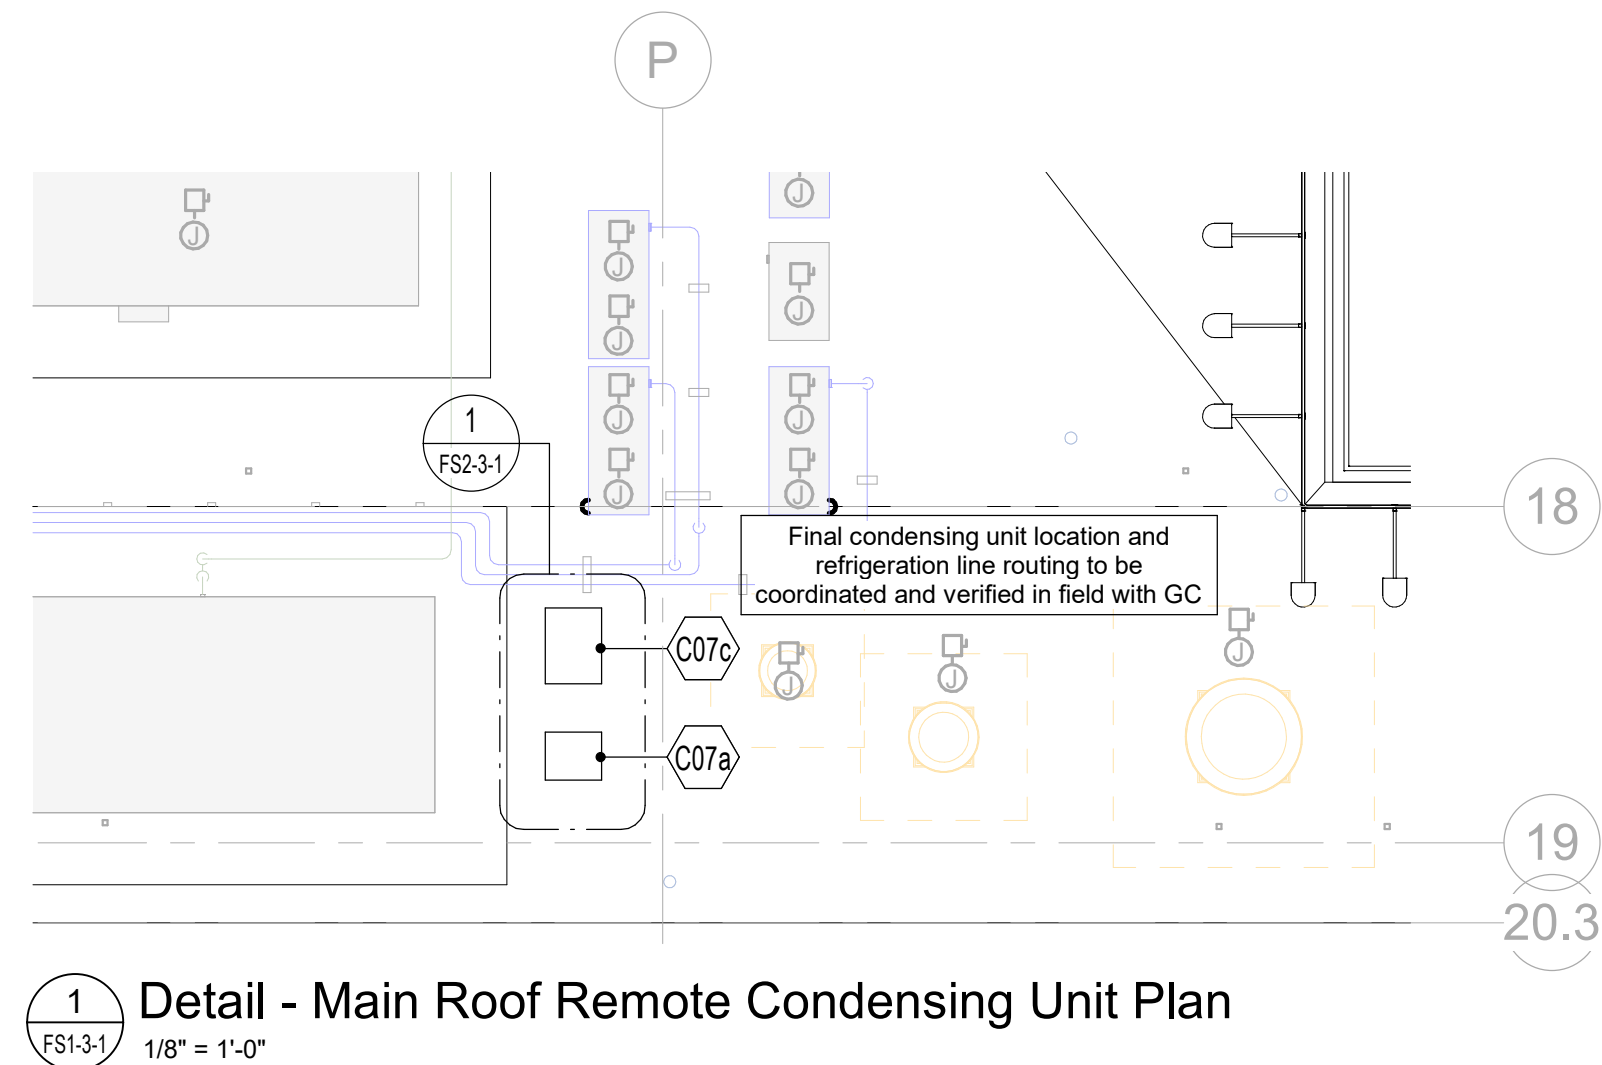 P
J
J
J
J
J
J
J
J
J
J
1
FS2-3-1
18
Final condensing unit location and
refrigeration line routing to be
coordinated and verified in field with GC
C07c
J
J
J
C07a
19
20.3
1
FS1-3-1
Detail - Main Roof Remote Condensing Unit Plan
1/8" = 1'-0"